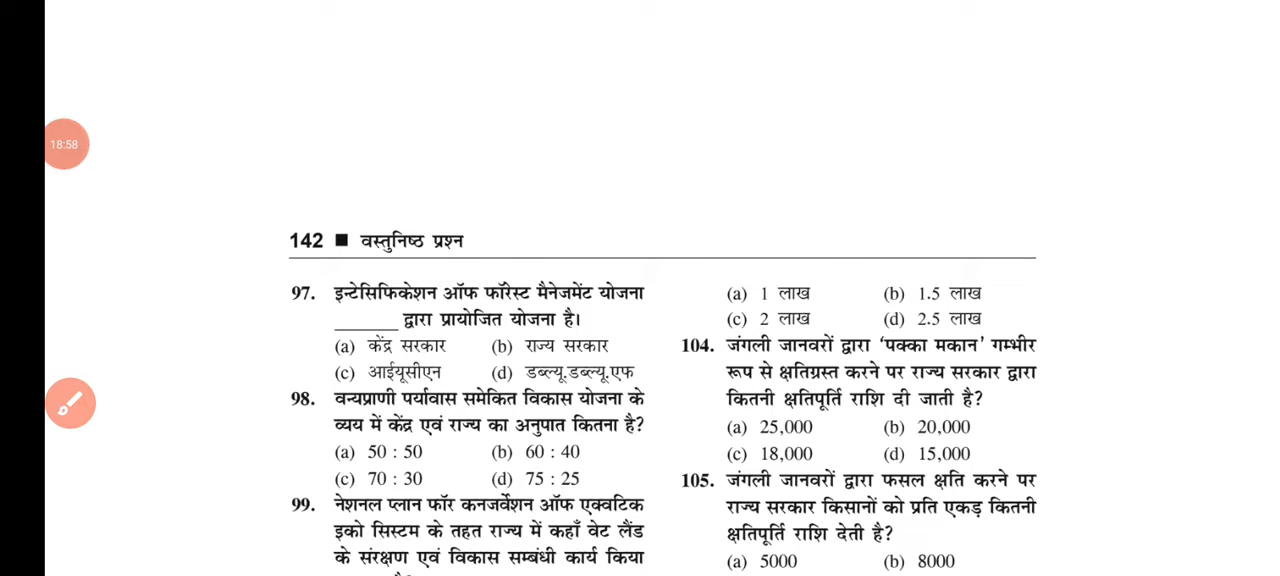 18:58
142 ■ वस्तुनिष्ठ प्रश्न
97. इन्टेसिफिकेशन ऑफ फॉरेस्ट मैनेजमेंट योजना
______ द्वारा प्रायोजित योजना है।
(a) केंद्र सरकार (b) राज्य सरकार
(c) आईयूसीएन (d) डब्ल्यू.डब्ल्यू.एफ
98. वन्यप्राणी पर्यावास समेकित विकास योजना के
व्यय में केंद्र एवं राज्य का अनुपात कितना है?
(a) 50 : 50 (b) 60 : 40
(c) 70 : 30 (d) 75 : 25
99. नेशनल प्लान फॉर कनजर्वेशन ऑफ एक्वटिक
इको सिस्टम के तहत राज्य में कहाँ वेट लैंड
के संरक्षण एवं विकास सम्बंधी कार्य किया
(a) 1 लाख (b) 1.5 लाख
(c) 2 लाख (d) 2.5 लाख
104. जंगली जानवरों द्वारा ‘पक्का मकान’ गम्भीर
रूप से क्षतिग्रस्त करने पर राज्य सरकार द्वारा
कितनी क्षतिपूर्ति राशि दी जाती है?
(a) 25,000 (b) 20,000
(c) 18,000 (d) 15,000
105. जंगली जानवरों द्वारा फसल क्षति करने पर
राज्य सरकार किसानों को प्रति एकड़ कितनी
क्षतिपूर्ति राशि देती है?
(a) 5000 (b) 8000